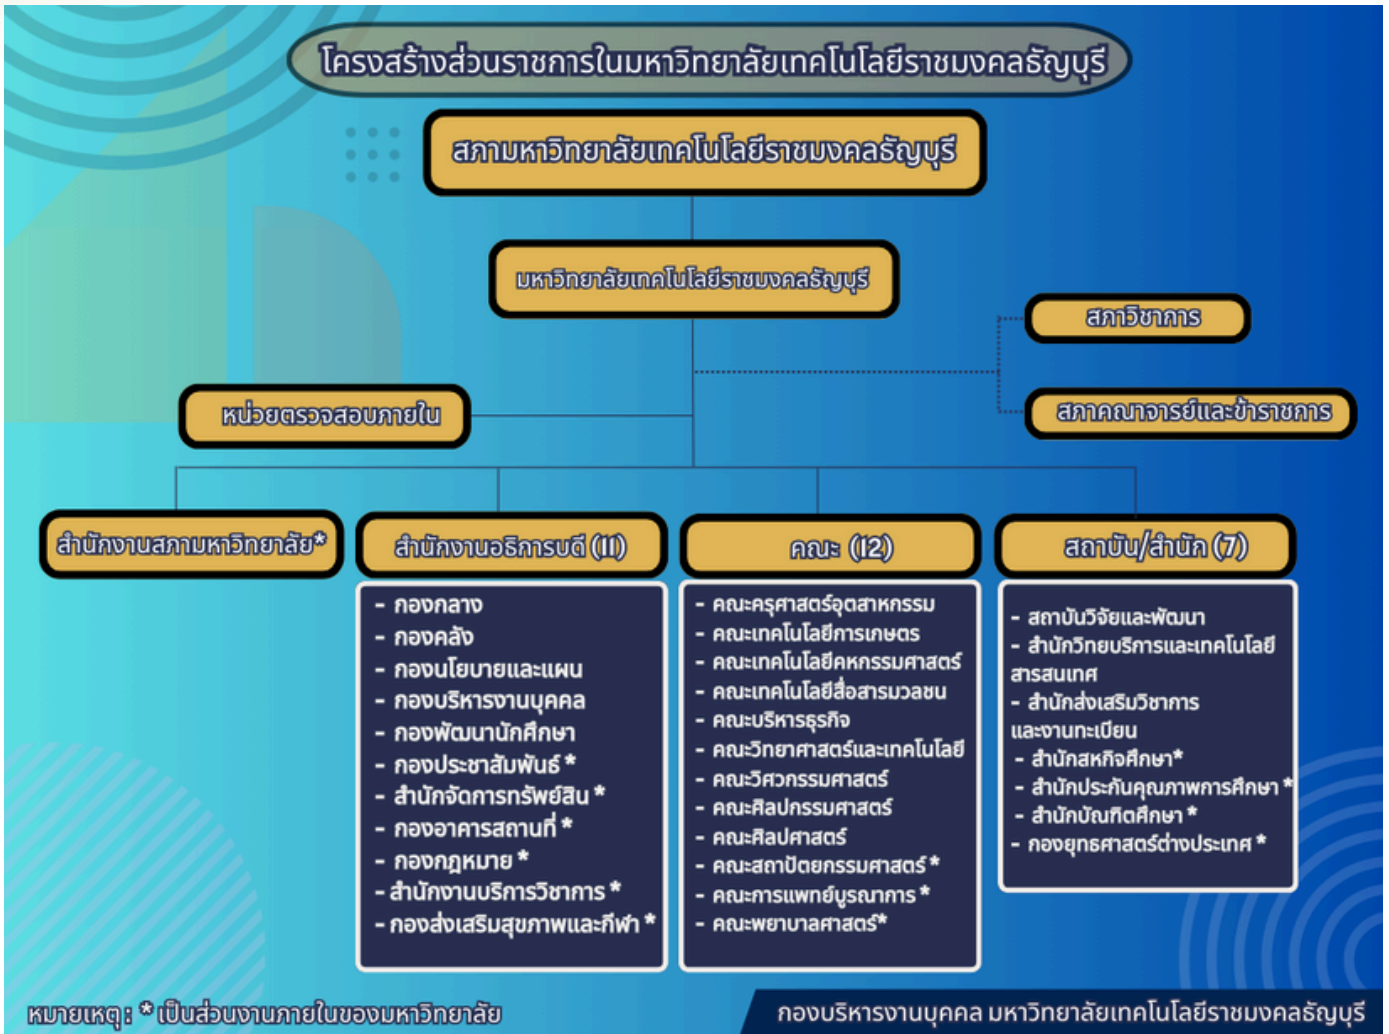 โครงสร้างส่วนราชการในมหาวิทยาลัยเทคโนโลยีราชมงคลธัญบุรี
สภามหาวิทยาลัยเทคโนโลยีราชมงคลธัญบุรี
มหาวิทยาลัยเทคโนโลยีราชมงคลธัญบุรี
สภาวิชาการ
หน่วยตรวจสอบภายใน
สภาคณาจารย์และข้าราชการ
สำนักงานสภามหาวิทยาลัย*
สำนักงานอธิการบดี (11)
- กองกลาง
- กองคลัง
- กองนโยบายและแผน
- กองบริหารงานบุคคล
- กองพัฒนานักศึกษา
- กองประชาสัมพันธ์ *
- สำนักจัดการทรัพย์สิน *
- กองอาคารสถานที่ *
- กองกฎหมาย *
- สำนักงานบริการวิชาการ *
- กองส่งเสริมสุขภาพและกีฬา *
คณะ (12)
- คณะครุศาสตร์อุตสาหกรรม
- คณะเทคโนโลยีการเกษตร
- คณะเทคโนโลยีคหกรรมศาสตร์
- คณะเทคโนโลยีสื่อสารมวลชน
- คณะบริหารธุรกิจ
- คณะวิทยาศาสตร์และเทคโนโลยี
- คณะวิศวกรรมศาสตร์
- คณะศิลปกรรมศาสตร์
- คณะศิลปศาสตร์
- คณะสถาปัตยกรรมศาสตร์ *
- คณะการแพทย์บูรณาการ *
- คณะพยาบาลศาสตร์*
สถาบัน/สำนัก (7)
- สถาบันวิจัยและพัฒนา
- สำนักวิทยบริการและเทคโนโลยี
สารสนเทศ
- สำนักส่งเสริมวิชาการ
และงานทะเบียน
- สำนักสหกิจศึกษา*
- สำนักประกันคุณภาพการศึกษา *
- สำนักบัณฑิตศึกษา *
- กองยุทธศาสตร์ต่างประเทศ *
หมายเหตุ : * เป็นส่วนงานภายในของมหาวิทยาลัย
กองบริหารงานบุคคล มหาวิทยาลัยเทคโนโลยีราชมงคลธัญบุรี